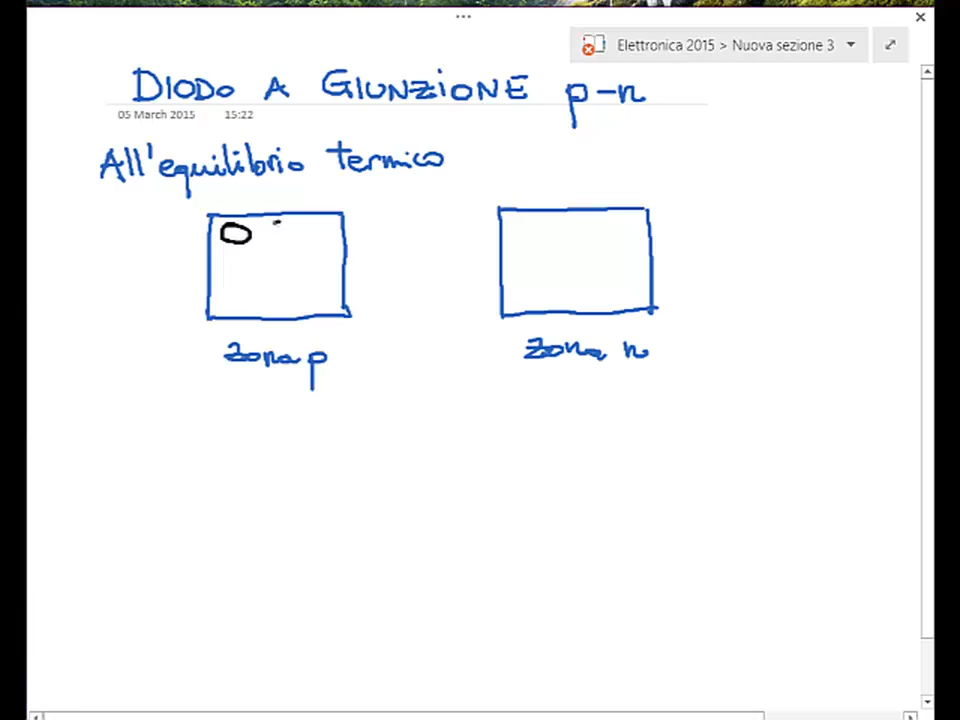 ...
Elettronica 2015 > Nuova sezione 3
DIODO A GIUNZIONE p-n
05 March 2015 15:22
All'equilibrio termico
zona p
zona n